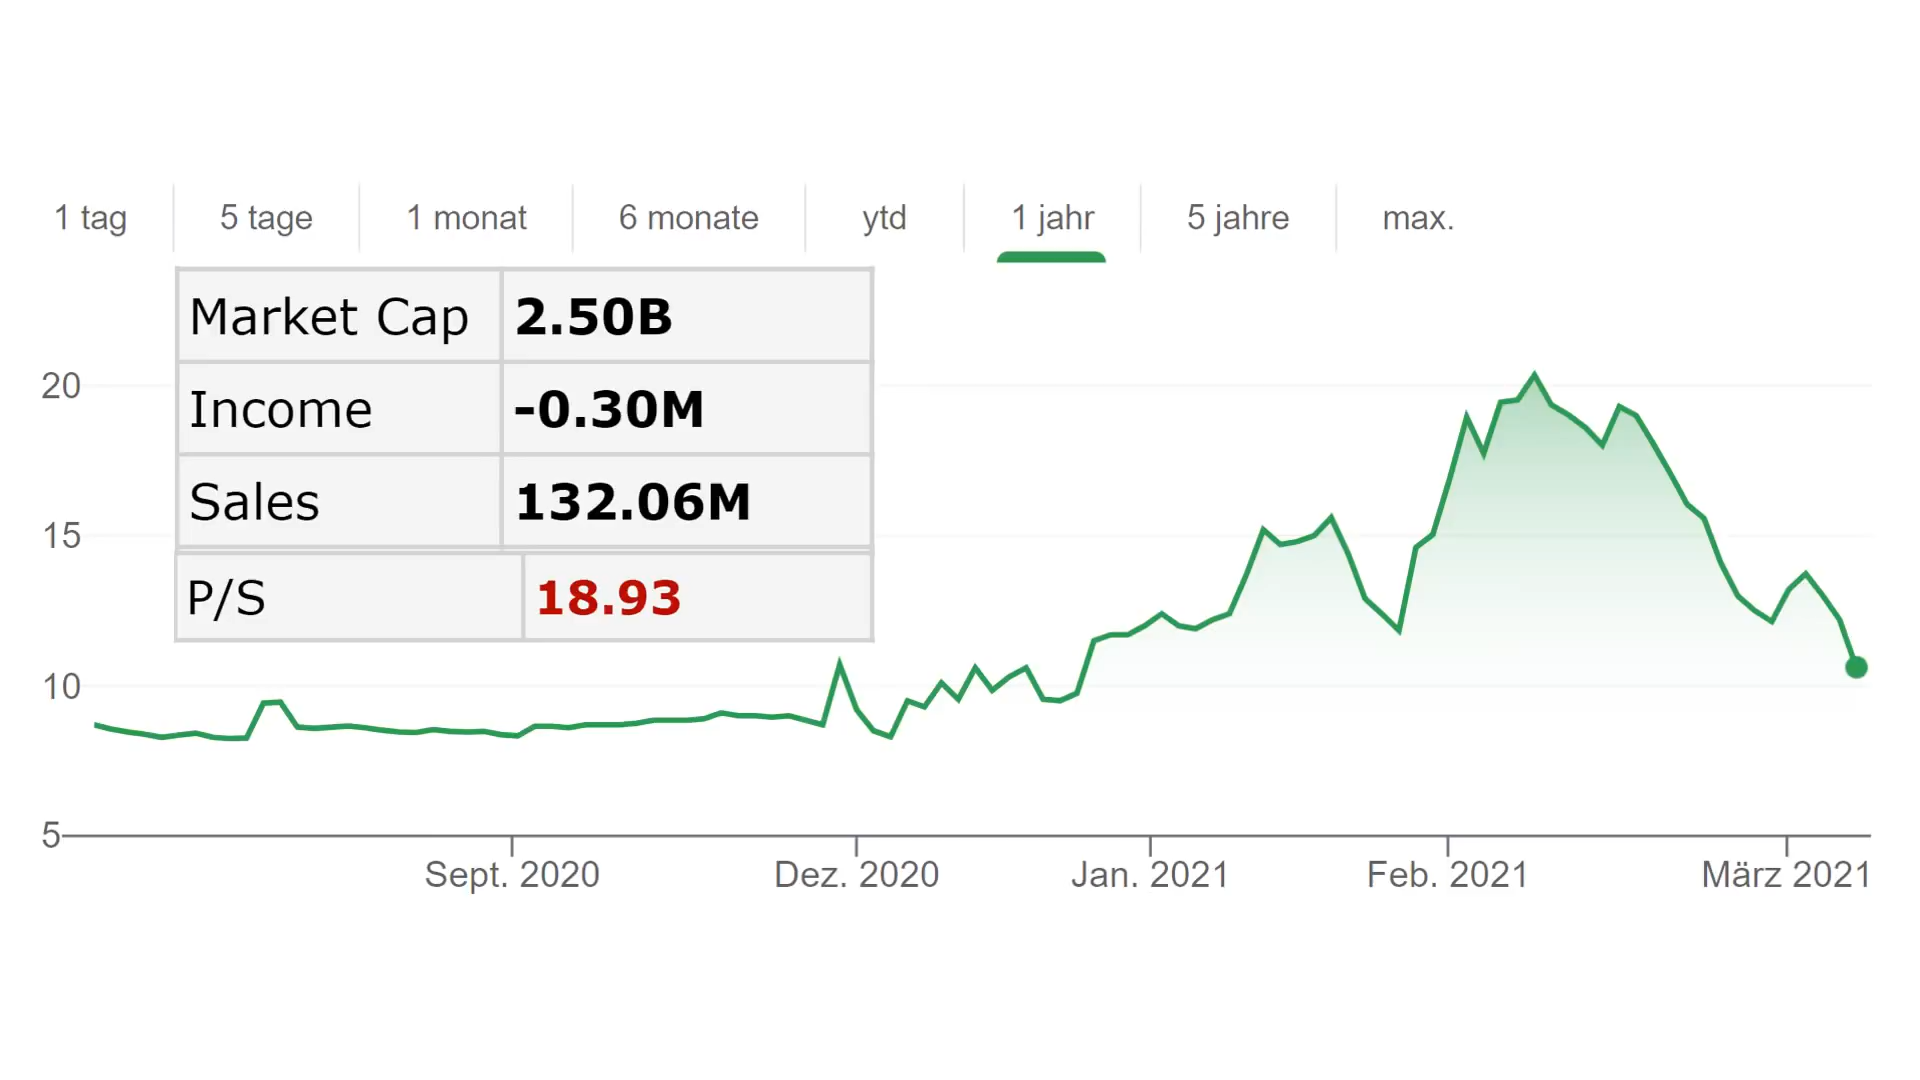 1 tag 5 tage 1 monat 6 monate ytd 1 jahr 5 jahre max.
Market Cap 2.50B
Income -0.30M
Sales 132.06M
P/S 18.93
20
15
10
5
Sept. 2020 Dez. 2020 Jan. 2021 Feb. 2021 März 2021